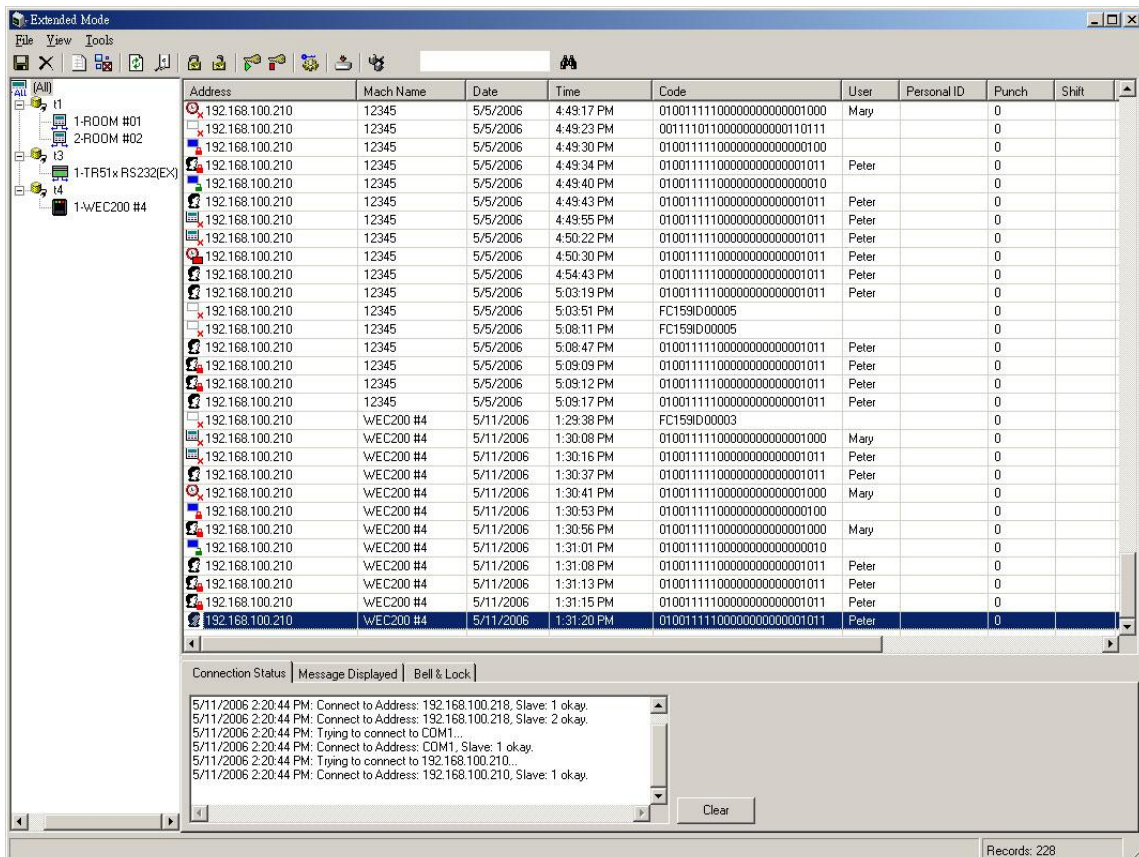 Extended Mode
File View Tools
(All)
t1
1-ROOM #01
2-ROOM #02
t3
1-TR51x RS232(EX)
t4
1-WEC200 #4
Address Mach Name Date Time Code User Personal ID Punch Shift
192.168.100.210 12345 5/5/2006 4:49:17 PM 01001111100000000000001000 Mary 0
192.168.100.210 12345 5/5/2006 4:49:23 PM 00111101100000000000110111 0
192.168.100.210 12345 5/5/2006 4:49:30 PM 01001111100000000000000100 0
192.168.100.210 12345 5/5/2006 4:49:34 PM 01001111100000000000001011 Peter 0
192.168.100.210 12345 5/5/2006 4:49:40 PM 01001111100000000000000010 0
192.168.100.210 12345 5/5/2006 4:49:43 PM 01001111100000000000001011 Peter 0
192.168.100.210 12345 5/5/2006 4:49:55 PM 01001111100000000000001011 Peter 0
192.168.100.210 12345 5/5/2006 4:50:22 PM 01001111100000000000001011 Peter 0
192.168.100.210 12345 5/5/2006 4:50:30 PM 01001111100000000000001011 Peter 0
192.168.100.210 12345 5/5/2006 4:54:43 PM 01001111100000000000001011 Peter 0
192.168.100.210 12345 5/5/2006 5:03:19 PM 01001111100000000000001011 Peter 0
192.168.100.210 12345 5/5/2006 5:03:51 PM FC159ID00005 0
192.168.100.210 12345 5/5/2006 5:08:11 PM FC159ID00005 0
192.168.100.210 12345 5/5/2006 5:08:47 PM 01001111100000000000001011 Peter 0
192.168.100.210 12345 5/5/2006 5:09:09 PM 01001111100000000000001011 Peter 0
192.168.100.210 12345 5/5/2006 5:09:12 PM 01001111100000000000001011 Peter 0
192.168.100.210 12345 5/5/2006 5:09:17 PM 01001111100000000000001011 Peter 0
192.168.100.210 WEC200 #4 5/11/2006 1:29:38 PM FC159ID00003 0
192.168.100.210 WEC200 #4 5/11/2006 1:30:08 PM 01001111100000000000001000 Mary 0
192.168.100.210 WEC200 #4 5/11/2006 1:30:16 PM 01001111100000000000001011 Peter 0
192.168.100.210 WEC200 #4 5/11/2006 1:30:37 PM 01001111100000000000001011 Peter 0
192.168.100.210 WEC200 #4 5/11/2006 1:30:41 PM 01001111100000000000001000 Mary 0
192.168.100.210 WEC200 #4 5/11/2006 1:30:53 PM 01001111100000000000000100 0
192.168.100.210 WEC200 #4 5/11/2006 1:30:56 PM 01001111100000000000001000 Mary 0
192.168.100.210 WEC200 #4 5/11/2006 1:31:01 PM 01001111100000000000000010 0
192.168.100.210 WEC200 #4 5/11/2006 1:31:08 PM 01001111100000000000001011 Peter 0
192.168.100.210 WEC200 #4 5/11/2006 1:31:13 PM 01001111100000000000001011 Peter 0
192.168.100.210 WEC200 #4 5/11/2006 1:31:15 PM 01001111100000000000001011 Peter 0
192.168.100.210 WEC200 #4 5/11/2006 1:31:20 PM 01001111100000000000001011 Peter 0
Connection Status Message Displayed Bell & Lock
5/11/2006 2:20:44 PM: Connect to Address: 192.168.100.218, Slave: 1 okay.
5/11/2006 2:20:44 PM: Connect to Address: 192.168.100.218, Slave: 2 okay.
5/11/2006 2:20:44 PM: Trying to connect to COM1...
5/11/2006 2:20:44 PM: Connect to Address: COM1, Slave: 1 okay.
5/11/2006 2:20:44 PM: Trying to connect to 192.168.100.210...
5/11/2006 2:20:44 PM: Connect to Address: 192.168.100.210, Slave: 1 okay.
Clear
Records: 228